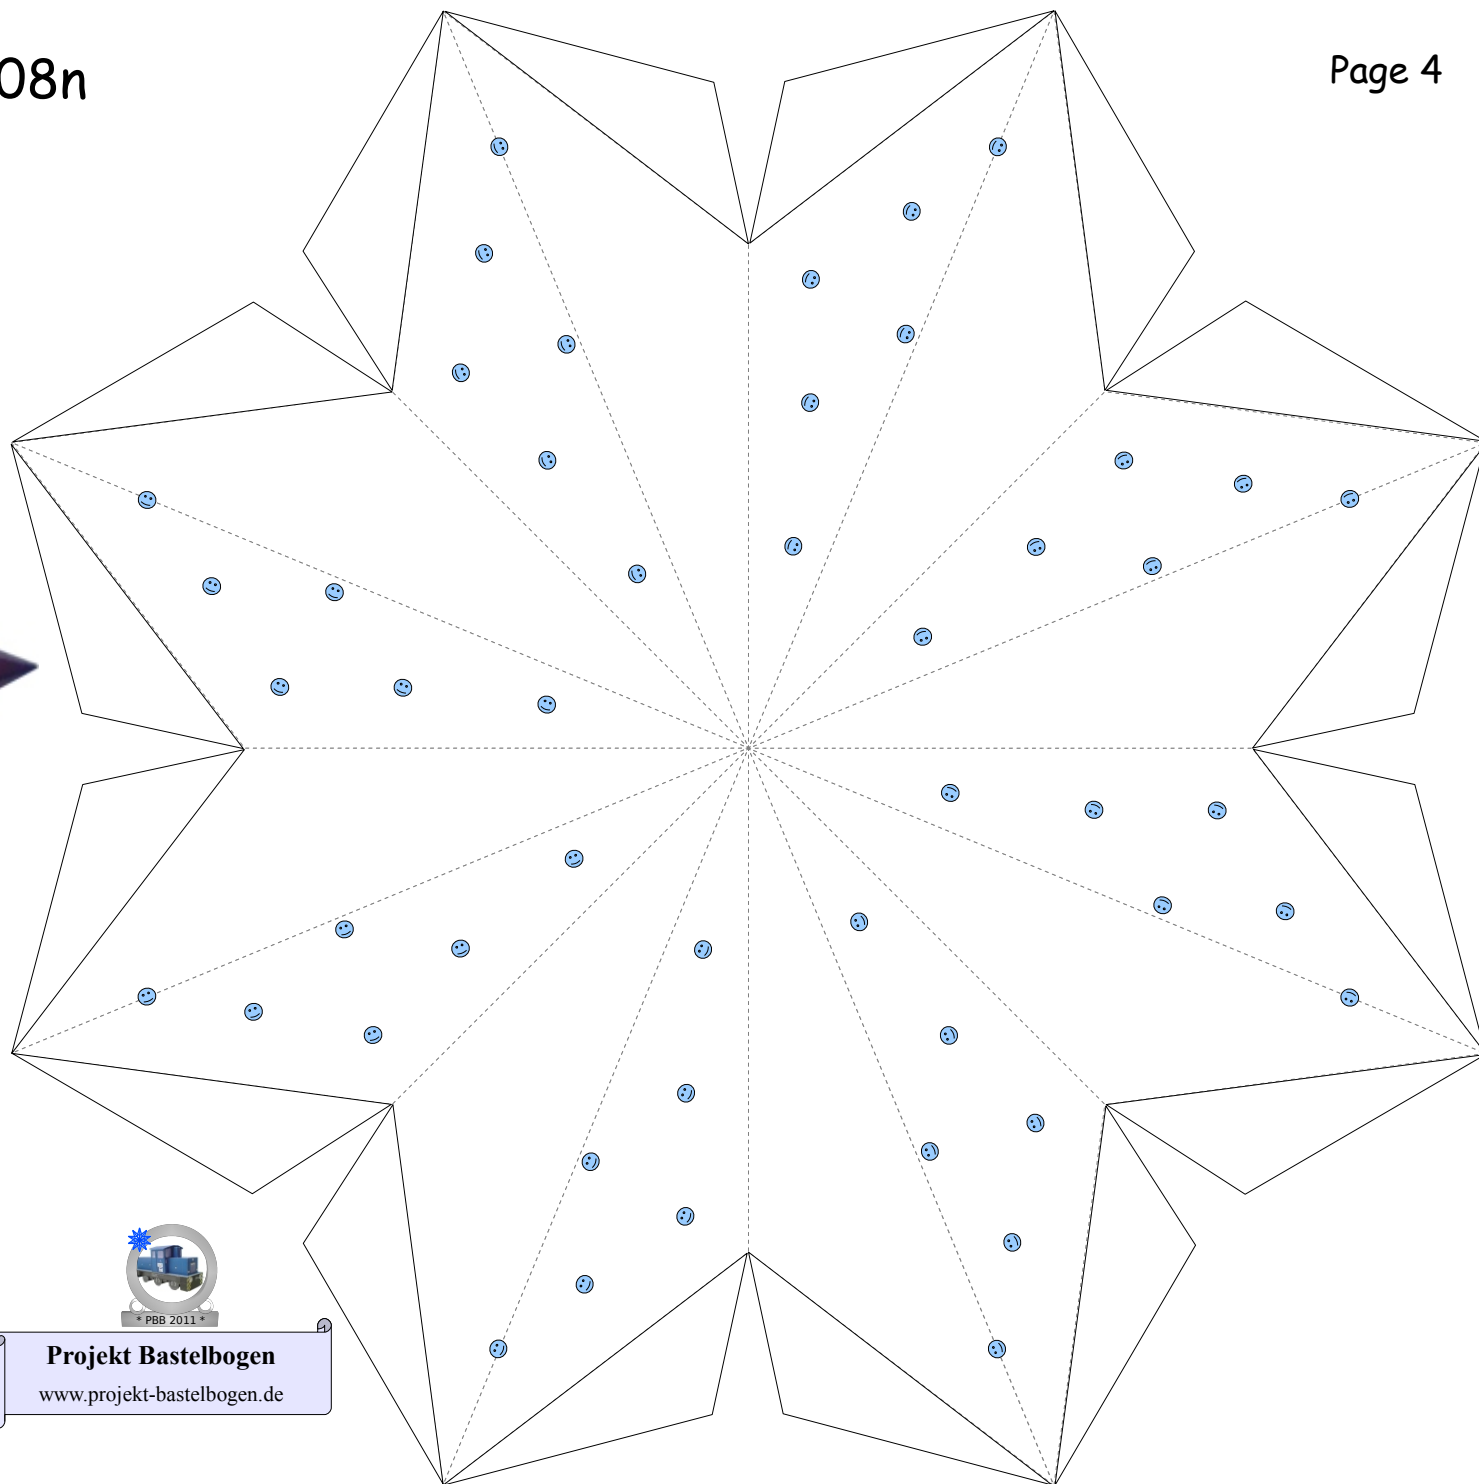 08n
Page 4
* PBB 2011 *
Projekt Bastelbogen
www.projekt-bastelbogen.de